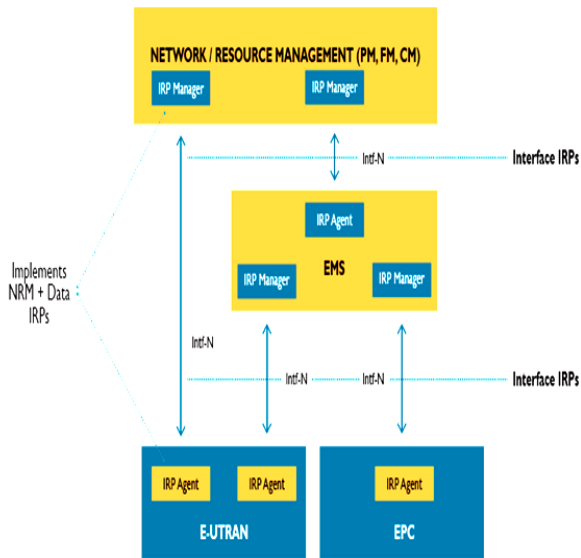 NETWORK / RESOURCE MANAGEMENT (PM, FM, CM)
IRP Manager
IRP Manager
Intf-N
Interface IRPs
IRP Agent
EMS
IRP Manager
IRP Manager
Implements
NRM + Data
IRPs
Intf-N
Intf-N
Intf-N
Interface IRPs
IRP Agent
IRP Agent
IRP Agent
E-UTRAN
EPC